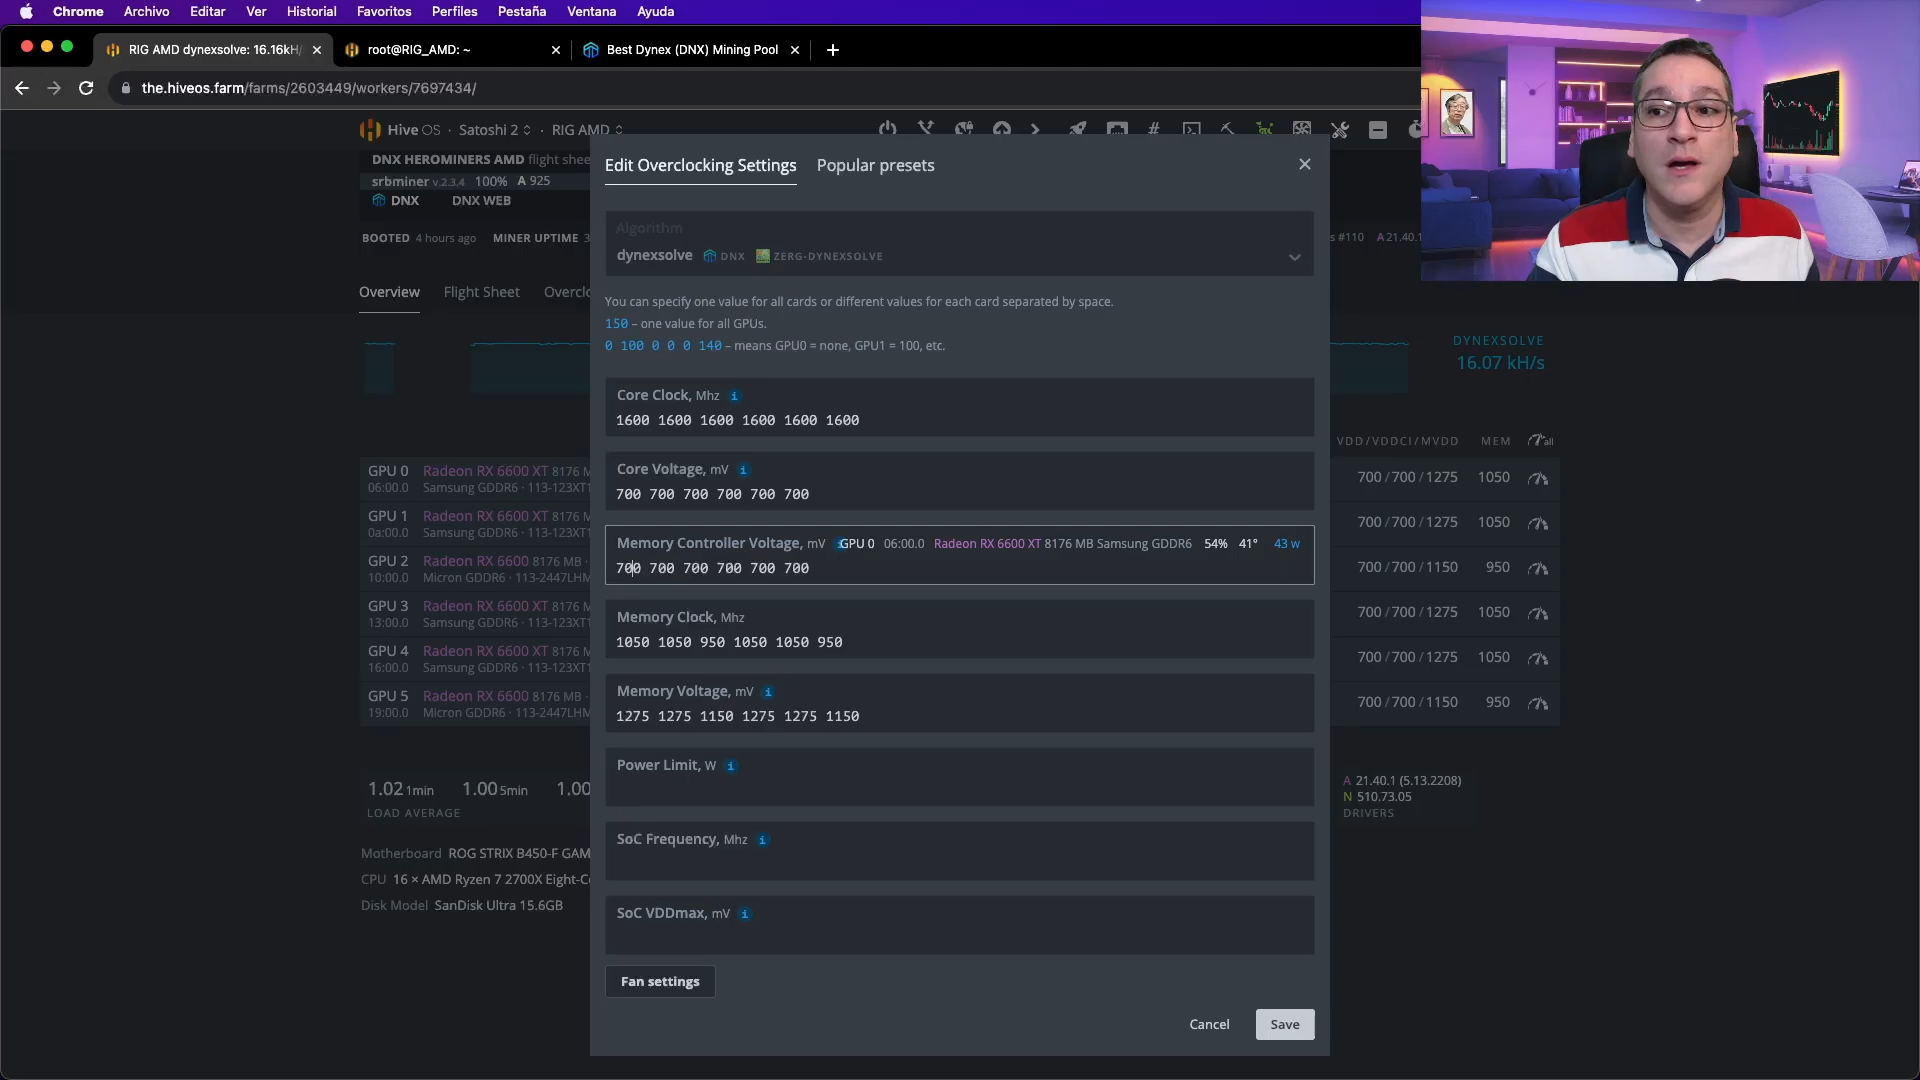 Chrome Archivo Editar Ver Historial Favoritos Perfiles Pestaña Ventana Ayuda
RIG AMD dynexsolve: 16.16kH/
root@RIG_AMD: ~
Best Dynex (DNX) Mining Pool
the.hiveos.farm/farms/2603449/workers/7697434/
Hive OS · Satoshi 2 · RIG AMD
DNX HEROMINERS AMD flight shee
srbminer v.2.3.4 100% A 925
DNX DNX WEB
BOOTED 4 hours ago MINER UPTIME 3
s #110 A 21.40.1
Overview Flight Sheet Overclo
DYNEXSOLVE
16.07 kH/s
Edit Overclocking Settings Popular presets
Algorithm
dynexsolve DNX ZERG-DYNEXSOLVE
You can specify one value for all cards or different values for each card separated by space.
150 – one value for all GPUs.
0 100 0 0 0 140 – means GPU0 = none, GPU1 = 100, etc.
Core Clock, Mhz i
1600 1600 1600 1600 1600 1600
Core Voltage, mV i
700 700 700 700 700 700
Memory Controller Voltage, mV GPU 0 06:00.0 Radeon RX 6600 XT 8176 MB Samsung GDDR6 54% 41° 43 w
700 700 700 700 700 700
Memory Clock, Mhz
1050 1050 950 1050 1050 950
Memory Voltage, mV i
1275 1275 1150 1275 1275 1150
Power Limit, W i
SoC Frequency, Mhz i
SoC VDDmax, mV i
Fan settings
Cancel Save
GPU 0 Radeon RX 6600 XT 8176 M
06:00.0 Samsung GDDR6 · 113-123XT1
GPU 1 Radeon RX 6600 XT 8176 M
0a:00.0 Samsung GDDR6 · 113-123XT1
GPU 2 Radeon RX 6600 XT 8176 M
10:00.0 Micron GDDR6 · 113-2447LHM
GPU 3 Radeon RX 6600 XT 8176 M
13:00.0 Samsung GDDR6 · 113-123XT1
GPU 4 Radeon RX 6600 XT 8176 M
16:00.0 Samsung GDDR6 · 113-123XT1
GPU 5 Radeon RX 6600 8176 MB ·
19:00.0 Micron GDDR6 · 113-2447LHM
VDD/VDDCI/MVDD MEM all
700/700/1275 1050
700/700/1275 1050
700/700/1150 950
700/700/1275 1050
700/700/1275 1050
700/700/1150 950
1.02 1min 1.00 5min 1.00
LOAD AVERAGE
A 21.40.1 (5.13.2208)
N 510.73.05
DRIVERS
Motherboard ROG STRIX B450-F GAM
CPU 16 × AMD Ryzen 7 2700X Eight-Co
Disk Model SanDisk Ultra 15.6GB